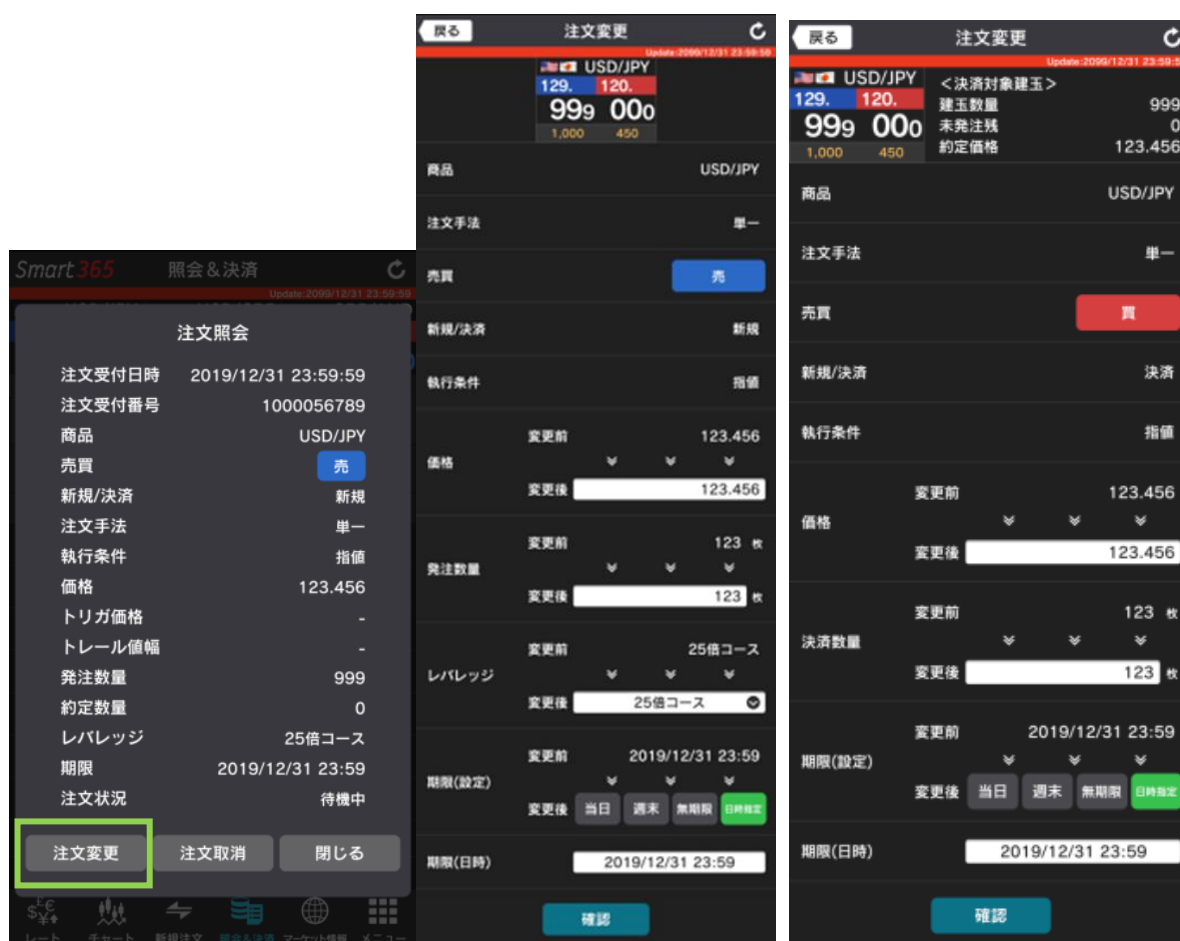 Smart 365 照会＆決済
Update:2099/12/31 23:59:59
注文照会
注文受付日時 2019/12/31 23:59:59
注文受付番号 1000056789
商品 USD/JPY
売買 売
新規/決済 新規
注文手法 単一
執行条件 指値
価格 123.456
トリガ価格 -
トレール値幅 -
発注数量 999
約定数量 0
レバレッジ 25倍コース
期限 2019/12/31 23:59
注文状況 待機中
注文変更 注文取消 閉じる
レート チャート 新規注文 照会&決済 マーケット情報 メニュー
戻る 注文変更
Update:2099/12/31 23:59:59
USD/JPY
129. 120.
999 000
1,000 450
商品 USD/JPY
注文手法 単一
売買 売
新規/決済 新規
執行条件 指値
変更前 123.456
価格
変更後 123.456
変更前 123 枚
発注数量
変更後 123 枚
変更前 25倍コース
レバレッジ
変更後 25倍コース
変更前 2019/12/31 23:59
期限(設定)
変更後 当日 週末 無期限 日時指定
期限(日時) 2019/12/31 23:59
確認
戻る 注文変更
Update:2099/12/31 23:59:5
USD/JPY
129. 120.
999 000
1,000 450
＜決済対象建玉＞
建玉数量 999
未発注残 0
約定価格 123.456
商品 USD/JPY
注文手法 単一
売買 買
新規/決済 決済
執行条件 指値
変更前 123.456
価格
変更後 123.456
変更前 123 枚
決済数量
変更後 123 枚
変更前 2019/12/31 23:59
期限(設定)
変更後 当日 週末 無期限 日時指定
期限(日時) 2019/12/31 23:59
確認